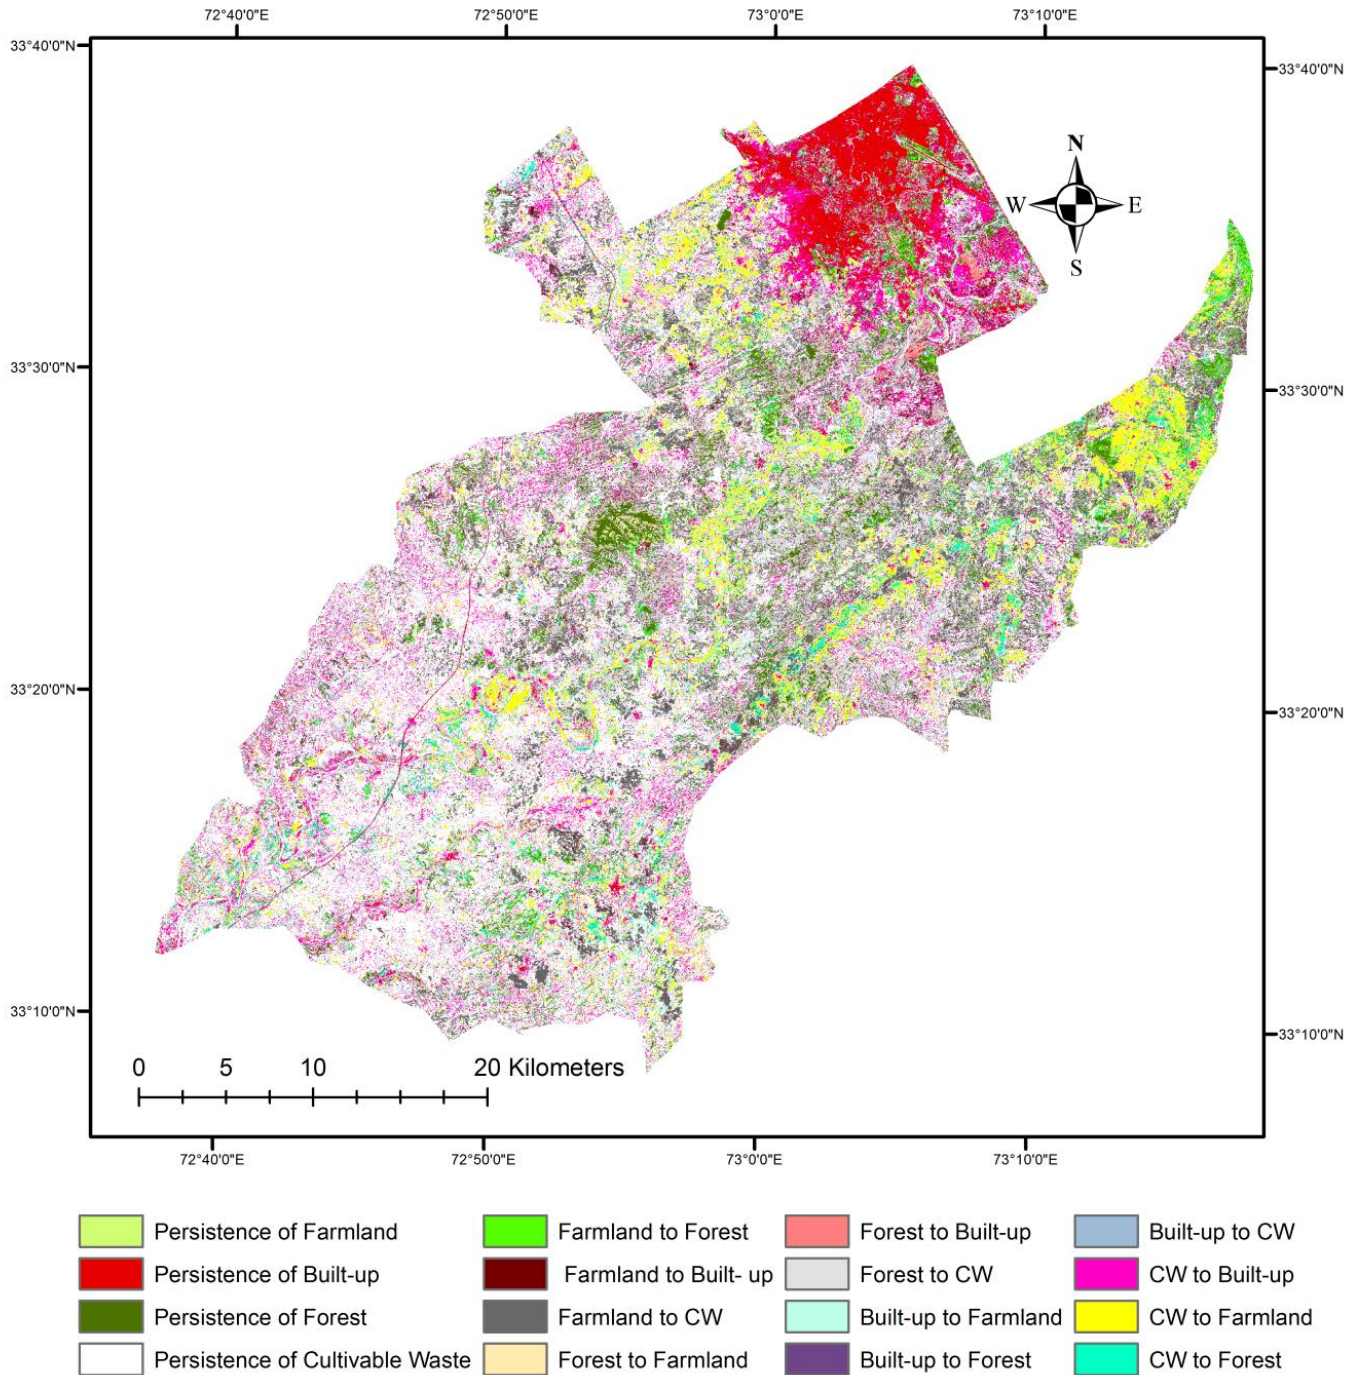 72°40'0"E 72°50'0"E 73°0'0"E 73°10'0"E
33°40'0"N
33°40'0"N
N
W E
S
33°30'0"N
33°30'0"N
33°20'0"N
33°20'0"N
33°10'0"N
33°10'0"N
0 5 10 20 Kilometers
72°40'0"E 72°50'0"E 73°0'0"E 73°10'0"E
Persistence of Farmland Farmland to Forest Forest to Built-up Built-up to CW
Persistence of Built-up Farmland to Built- up Forest to CW CW to Built-up
Persistence of Forest Farmland to CW Built-up to Farmland CW to Farmland
Persistence of Cultivable Waste Forest to Farmland Built-up to Forest CW to Forest